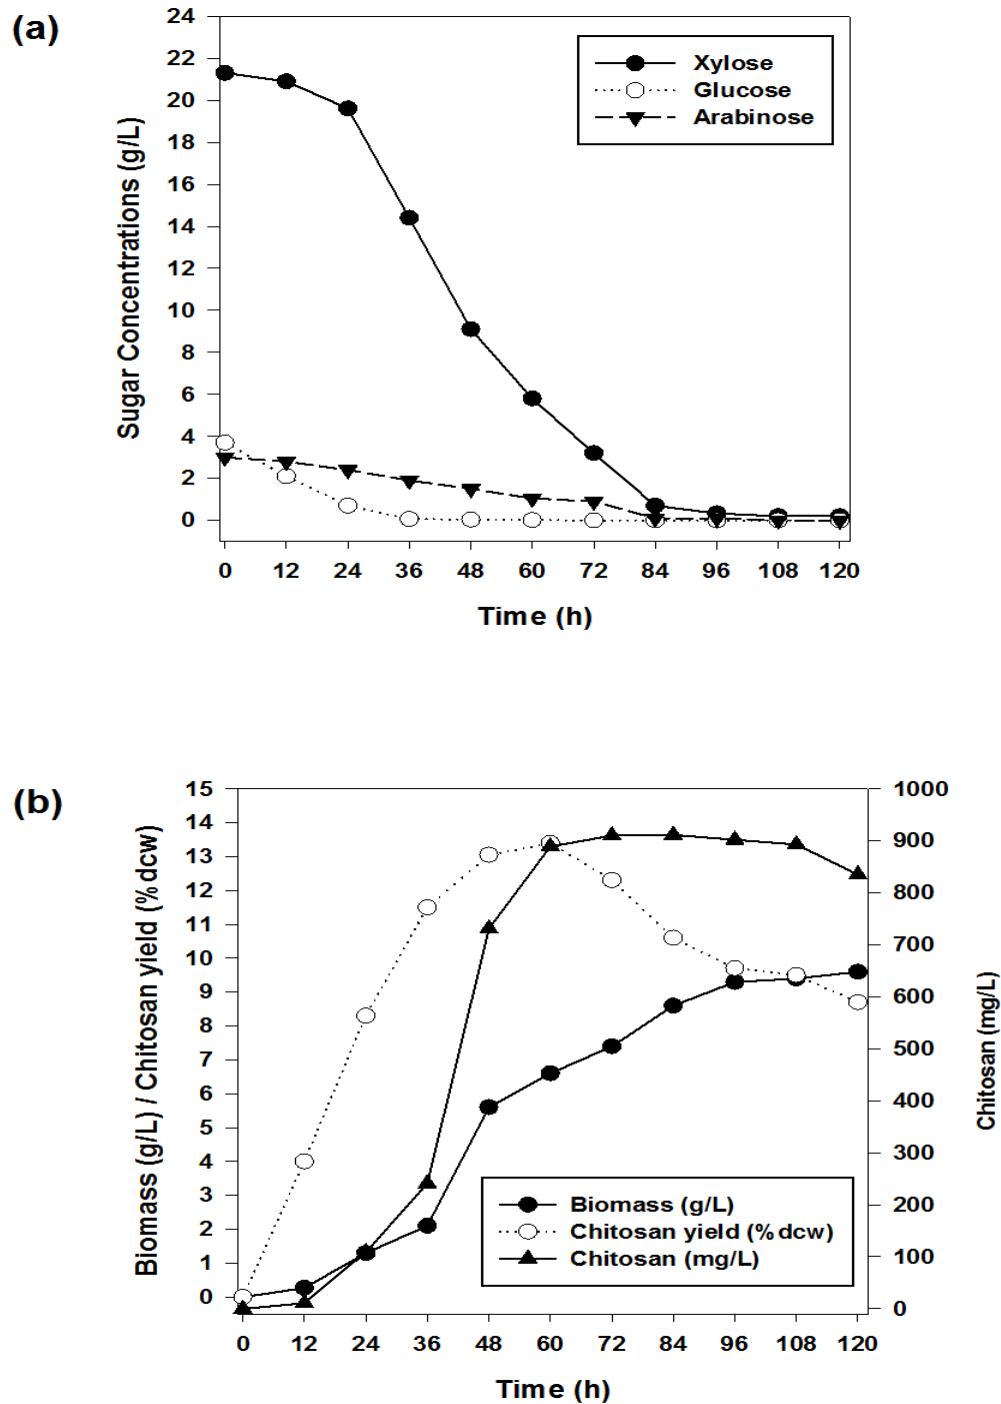 (a)
24
22
20
18
16
14
12
10
8
6
4
2
0
Sugar Concentrations (g/L)
Xylose
Glucose
Arabinose
0 12 24 36 48 60 72 84 96 108 120
Time (h)
(b)
15
14
13
12
11
10
9
8
7
6
5
4
3
2
1
0
Biomass (g/L) / Chitosan yield (% dcw)
1000
900
800
700
600
500
400
300
200
100
0
Chitosan (mg/L)
Biomass (g/L)
Chitosan yield (% dcw)
Chitosan (mg/L)
0 12 24 36 48 60 72 84 96 108 120
Time (h)